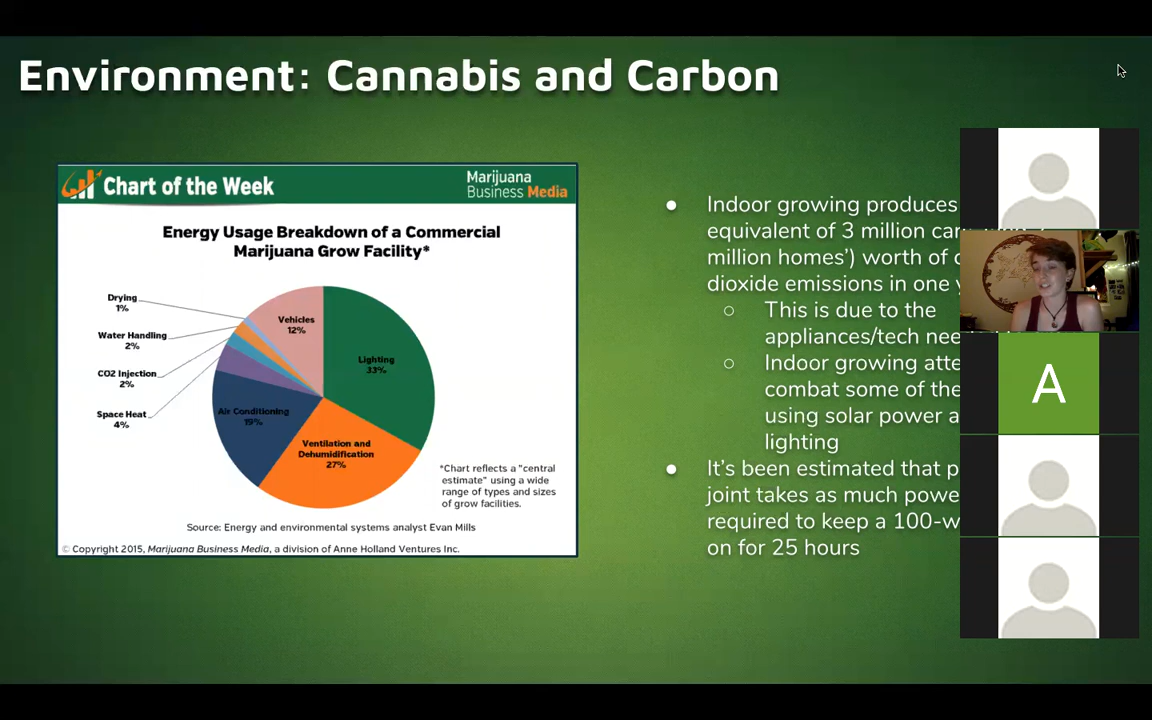 Environment: Cannabis and Carbon
Chart of the Week
Marijuana
Business Media
Energy Usage Breakdown of a Commercial
Marijuana Grow Facility*
Drying
1%
Water Handling
2%
CO2 Injection
2%
Space Heat
4%
Vehicles
12%
Lighting
33%
Air Conditioning
19%
Ventilation and
Dehumidification
27%
*Chart reflects a "central
estimate" using a wide
range of types and sizes
of grow facilities.
Source: Energy and environmental systems analyst Evan Mills
© Copyright 2015, Marijuana Business Media, a division of Anne Holland Ventures Inc.
● Indoor growing produces
equivalent of 3 million
million homes’) worth of
dioxide emissions in one
○ This is due to the
appliances/tech
○ Indoor growing
combat some of the
using solar power
lighting
● It’s been estimated that
joint takes as much
required to keep a
on for 25 hours
A